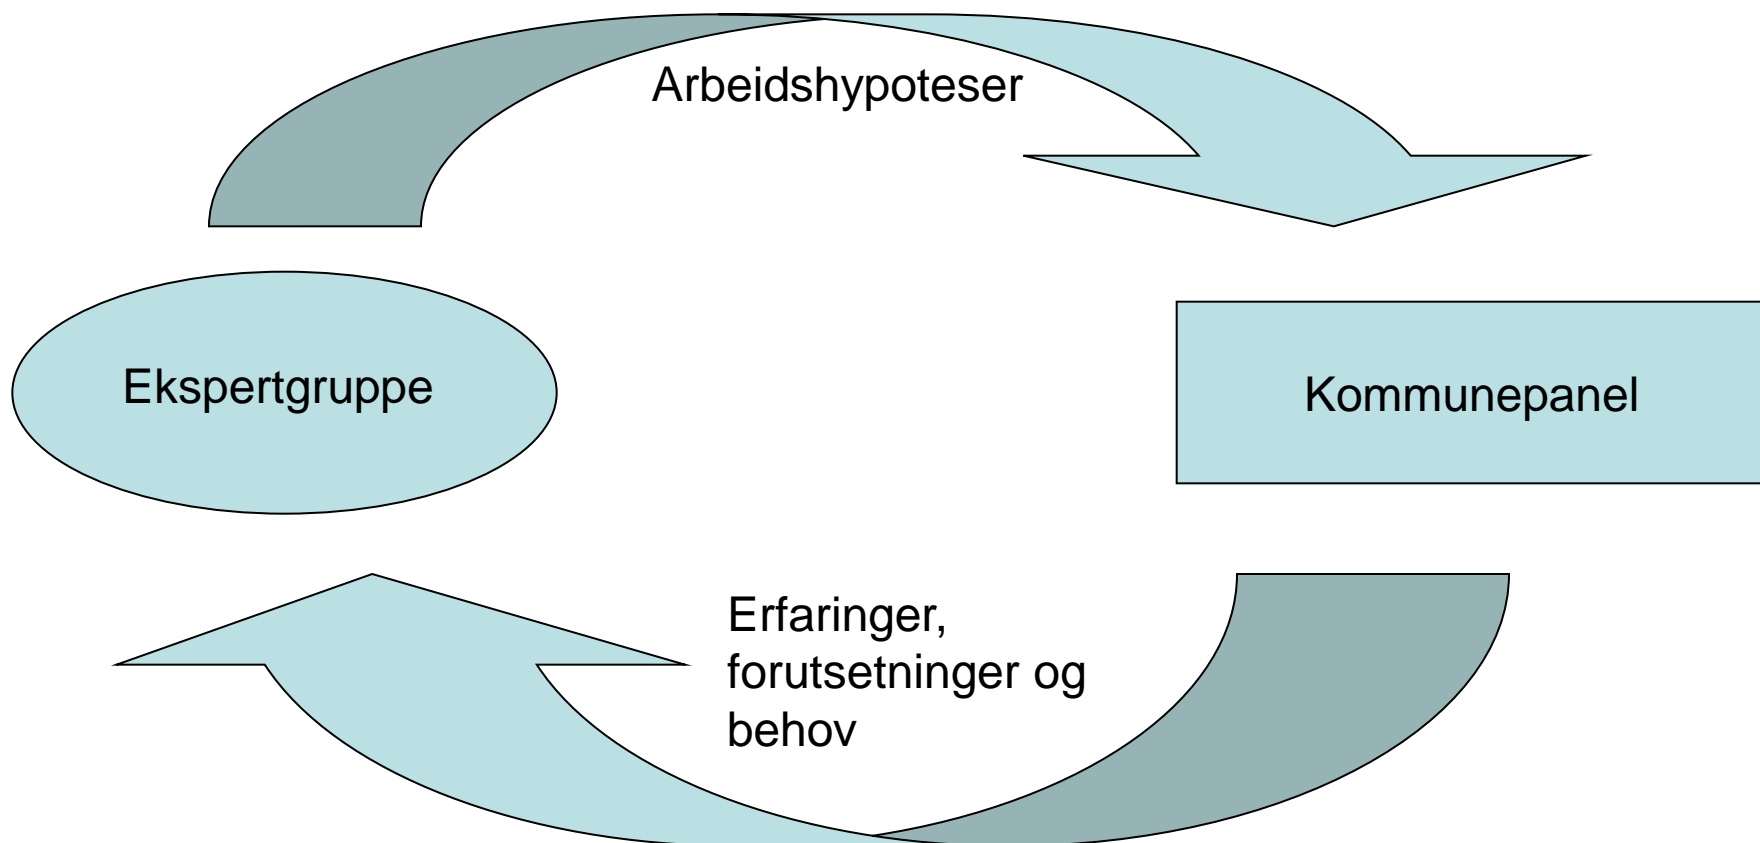 Arbeidshypoteser
Ekspertgruppe
Kommunepanel
Erfaringer,
forutsetninger og
behov